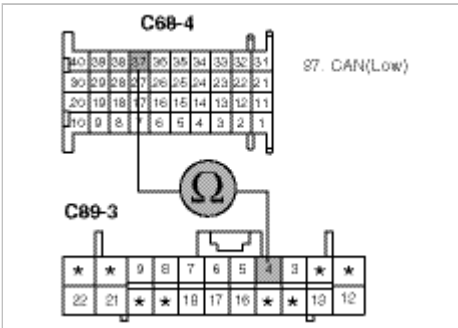 C68-4
40 39 38 37 36 35 34 33 32 31
30 29 28 27 26 25 24 23 22 21
20 19 18 17 16 15 14 13 12 11
10 9 8 7 6 5 4 3 2 1
37. CAN(Low)
Ω
C89-3
* * 9 8 7 6 5 4 3 * *
22 21 * * 18 17 16 * * 13 12